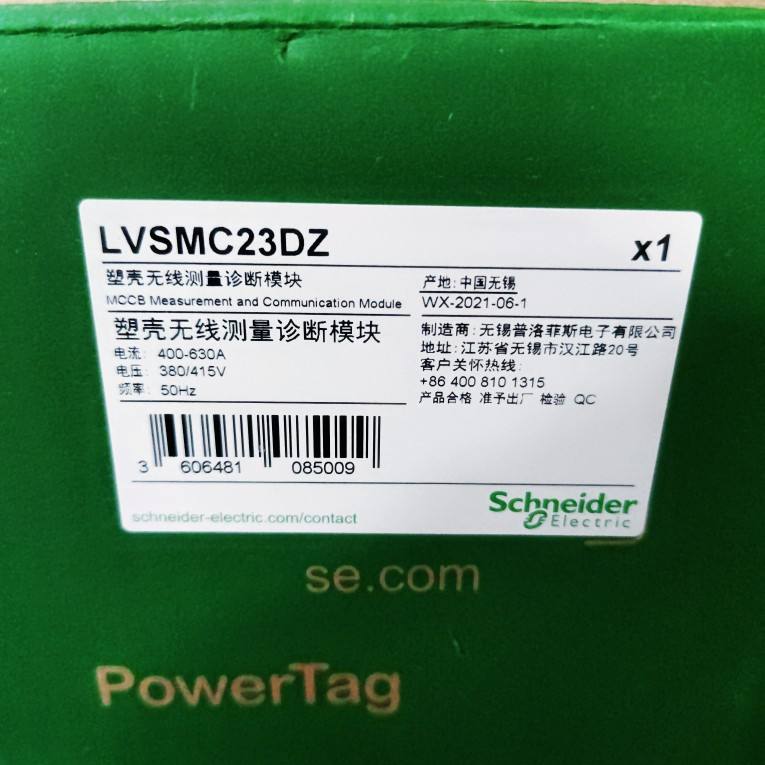 LVSMC23DZ
x1
塑壳无线测量诊断模块
MCCB Measurement and Communication Module
塑壳无线测量诊断模块
电流: 400-630A
电压: 380/415V
频率: 50Hz
产地: 中国无锡
WX-2021-06-1
制造商: 无锡普洛菲斯电子有限公司
地址: 江苏省无锡市汉江路20号
客户关怀热线:
+86 400 810 1315
产品合格 准予出厂 检验 QC
3 606481 085009
schneider-electric.com/contact
Schneider
Electric
se.com
PowerTag